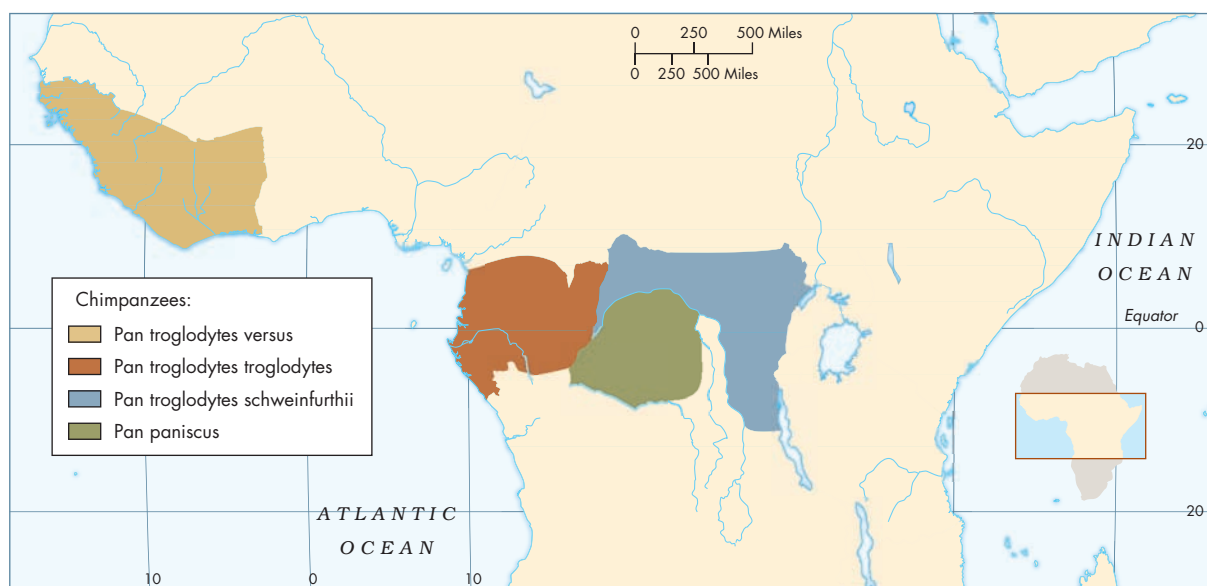 0 250 500 Miles
0 250 500 Miles
20
INDIAN
OCEAN
Equator
0
Chimpanzees:
Pan troglodytes versus
Pan troglodytes troglodytes
Pan troglodytes schweinfurthii
Pan paniscus
ATLANTIC
OCEAN
20
10 0 10